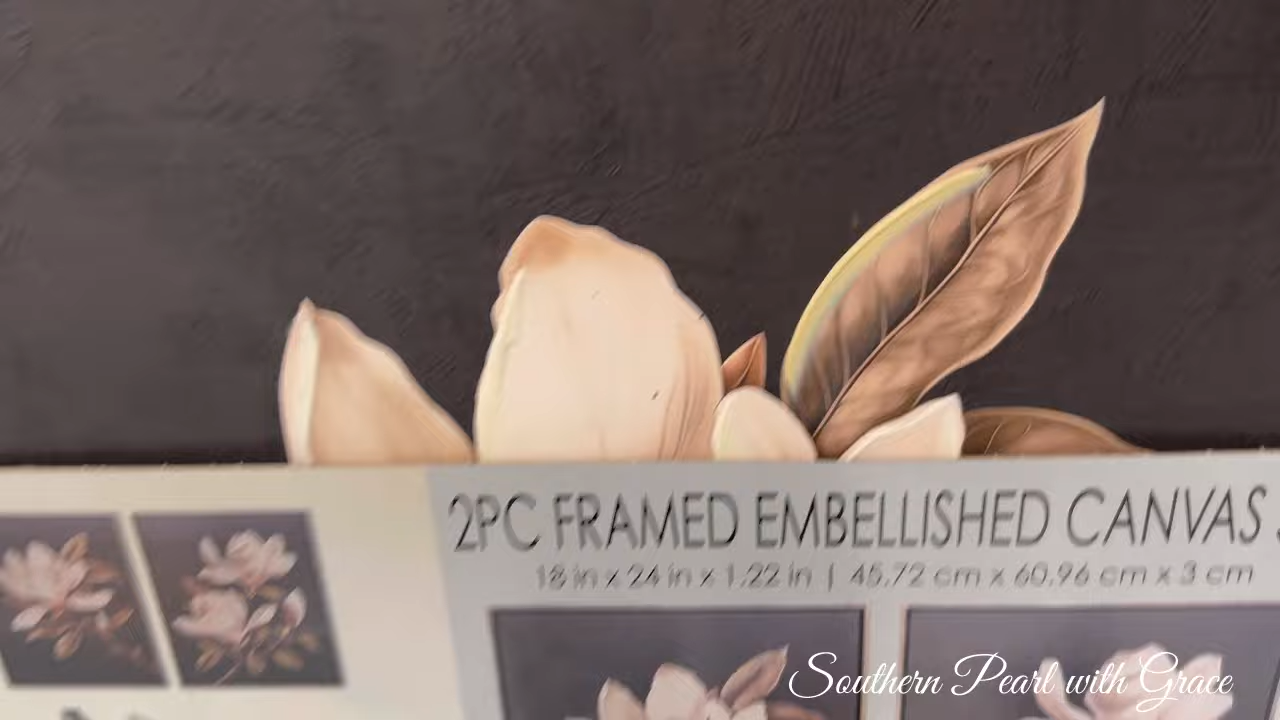 2PC FRAMED EMBELLISHED CANVAS
18 in x 24 in x 1.22 in | 45.72 cm x 60.96 cm x 3 cm
Southern Pearl with Grace